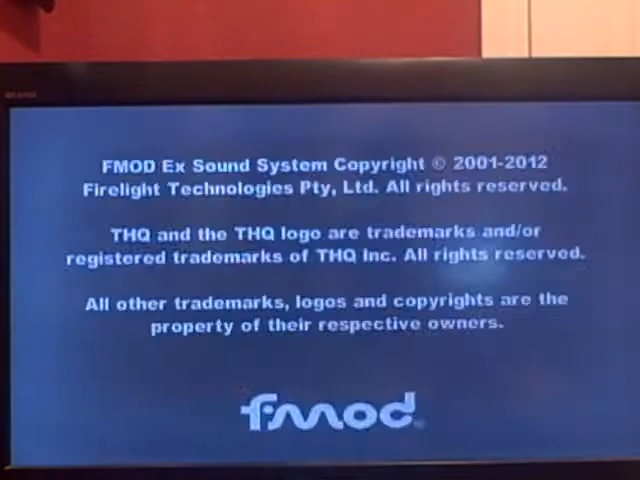 FMOD Ex Sound System Copyright © 2001-2012
Firelight Technologies Pty, Ltd. All rights reserved.
THQ and the THQ logo are trademarks and/or
registered trademarks of THQ Inc. All rights reserved.
All other trademarks, logos and copyrights are the
property of their respective owners.
fmod